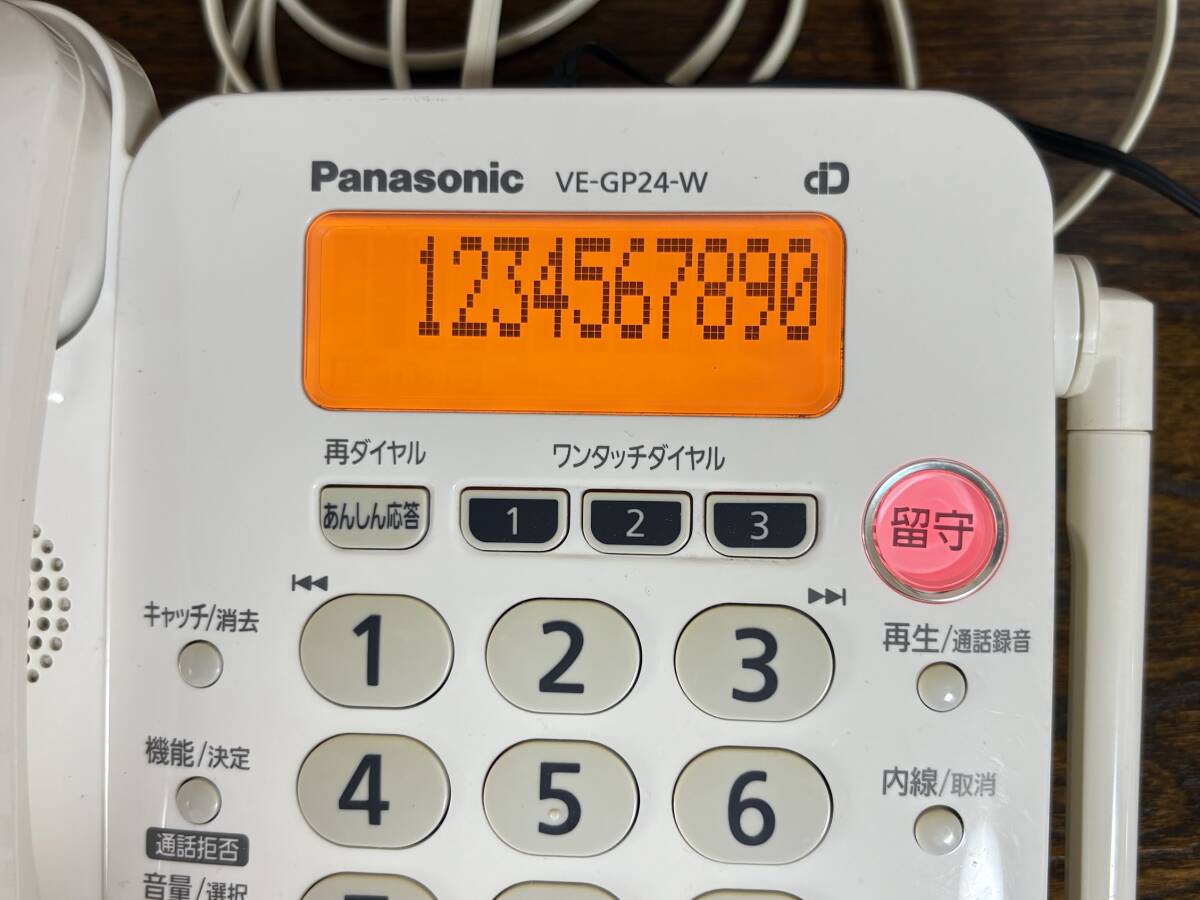 Panasonic VE-GP24-W
1234567890
再ダイヤル ワンタッチダイヤル
あんしん応答 1 2 3
留守
キャッチ/消去 1 2 3
再生/通話録音
機能/決定 4 5 6
内線/取消
通話拒否
音量/選択